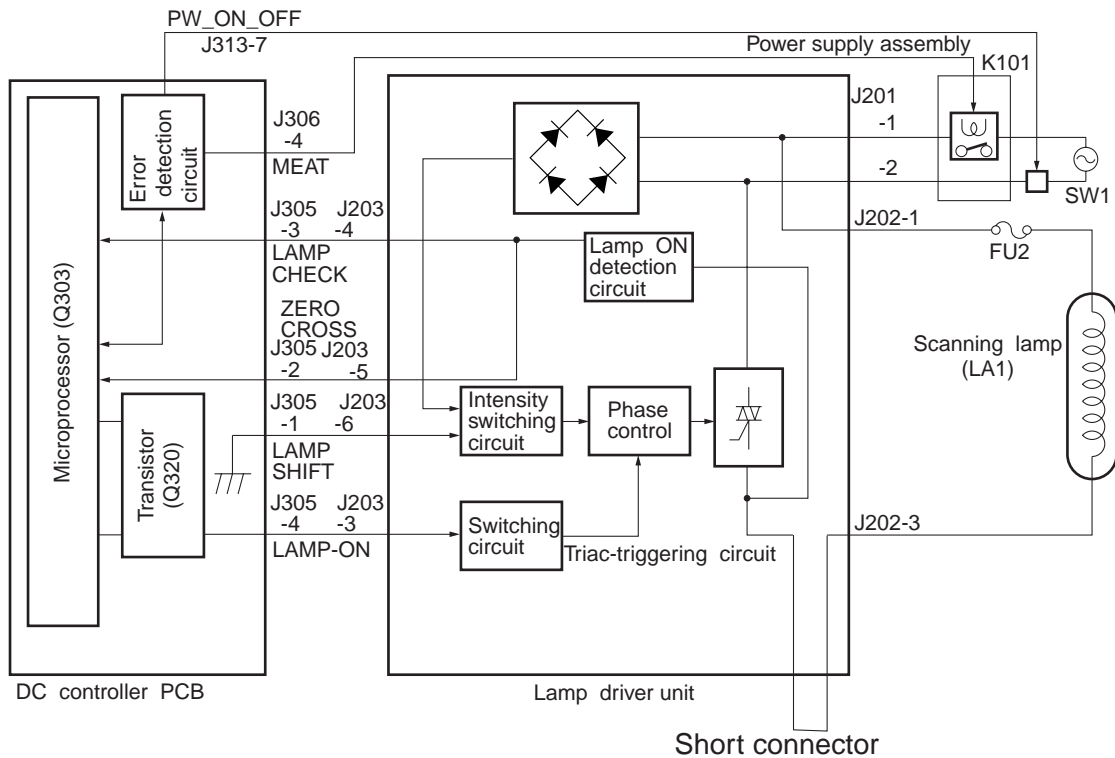 PW_ON_OFF
J313-7
Power supply assembly
K101
J201
-1
-2
SW1
J306
-4
MEAT
Error
detection
circuit
J305 J203
-3 -4
LAMP
CHECK
Lamp ON
detection
circuit
J202-1
FU2
ZERO
CROSS
J305 J203
-2 -5
Scanning lamp
(LA1)
Microprocessor (Q303)
Transistor
(Q320)
J305 J203
-1 -6
LAMP
SHIFT
Intensity
switching
circuit
Phase
control
J305 J203
-4 -3
LAMP-ON
Switching
circuit
Triac-triggering circuit
J202-3
DC controller PCB
Lamp driver unit
Short connector